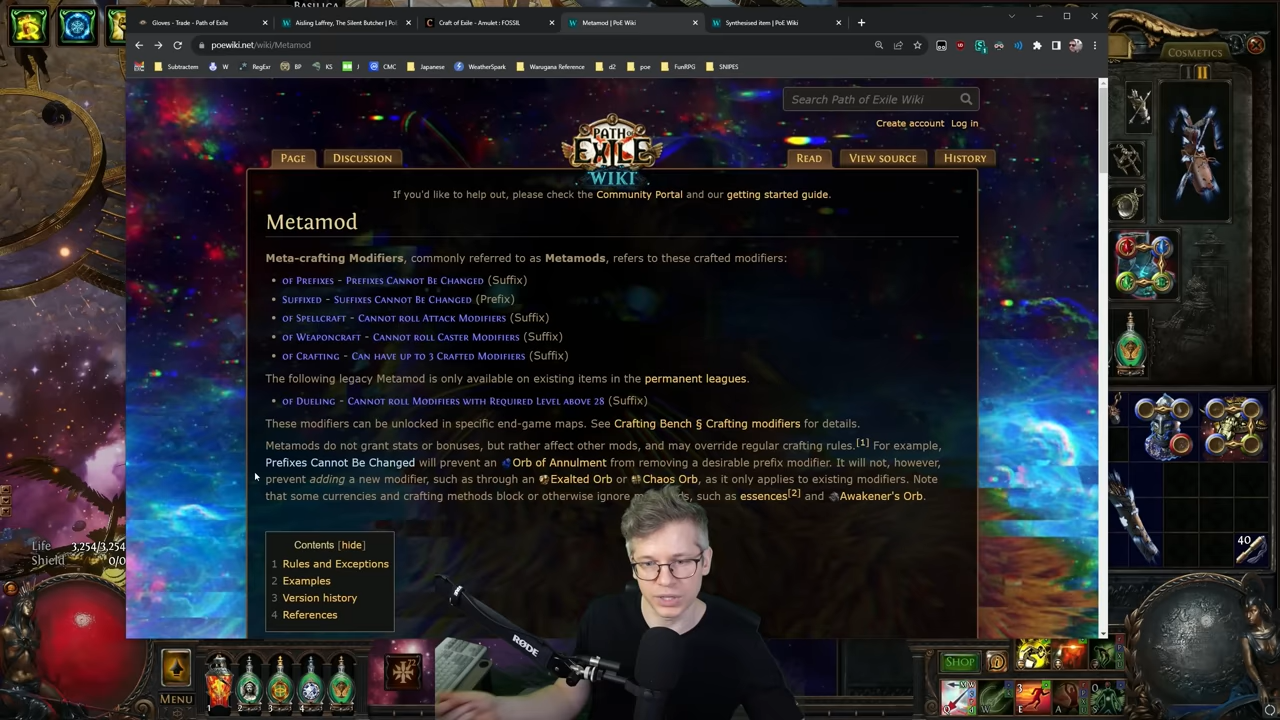 BASILICA
Gloves - Trade - Path of Exile
Aisling Laffrey, The Silent Butcher | Po
Craft of Exile - Amulet : FOSSIL
Metamod | PoE Wiki
Synthesised item | PoE Wiki
poewiki.net/wiki/Metamod
Subtractem
W
RegExr
BP
KS
J
CMC
Japanese
WeatherSpark
Warugana Reference
d2
poe
FunRPG
SNIPES
COSMETICS
Search Path of Exile Wiki
Create account Log in
PATH OF EXILE WIKI
PAGE
DISCUSSION
READ
VIEW SOURCE
HISTORY
If you'd like to help out, please check the Community Portal and our getting started guide.
Metamod
Meta-crafting Modifiers, commonly referred to as Metamods, refers to these crafted modifiers:
OF PREFIXES - PREFIXES CANNOT BE CHANGED (Suffix)
SUFFIXED - SUFFIXES CANNOT BE CHANGED (Prefix)
OF SPELLCRAFT - CANNOT ROLL ATTACK MODIFIERS (Suffix)
OF WEAPONCRAFT - CANNOT ROLL CASTER MODIFIERS (Suffix)
OF CRAFTING - CAN HAVE UP TO 3 CRAFTED MODIFIERS (Suffix)
The following legacy Metamod is only available on existing items in the permanent leagues.
OF DUELING - CANNOT ROLL MODIFIERS WITH REQUIRED LEVEL ABOVE 28 (Suffix)
These modifiers can be unlocked in specific end-game maps. See Crafting Bench § Crafting modifiers for details.
Metamods do not grant stats or bonuses, but rather affect other mods, and may override regular crafting rules.[1] For example,
Prefixes Cannot Be Changed will prevent an Orb of Annulment from removing a desirable prefix modifier. It will not, however,
prevent adding a new modifier, such as through an Exalted Orb or Chaos Orb, as it only applies to existing modifiers. Note
that some currencies and crafting methods block or otherwise ignore such as essences[2] and Awakener's Orb.
Contents [hide]
1 Rules and Exceptions
2 Examples
3 Version history
4 References
Life 3,254/3,254
Shield 0/0
40
RØDE
MENU
SHOP
1 2 3 4 5
22
Q W E A S